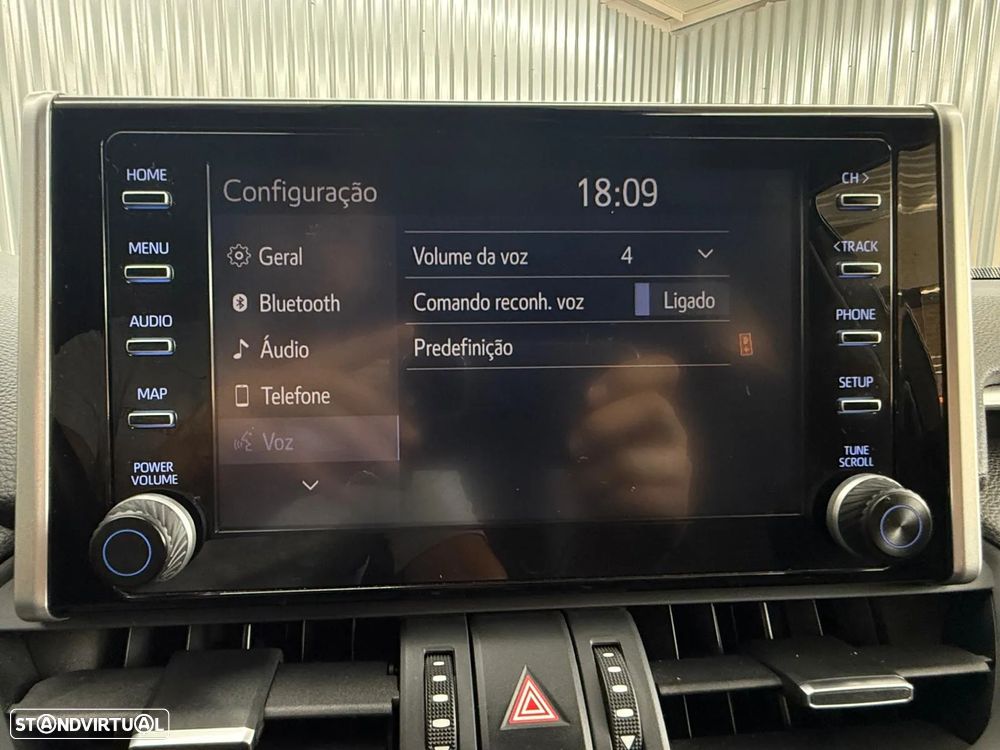 HOME
MENU
AUDIO
MAP
POWER
VOLUME
Configuração
18:09
Geral
Bluetooth
Áudio
Telefone
Voz
Volume da voz 4
Comando reconh. voz Ligado
Predefinição
CH >
< TRACK
PHONE
SETUP
TUNE
SCROLL
STANDVIRTUAL